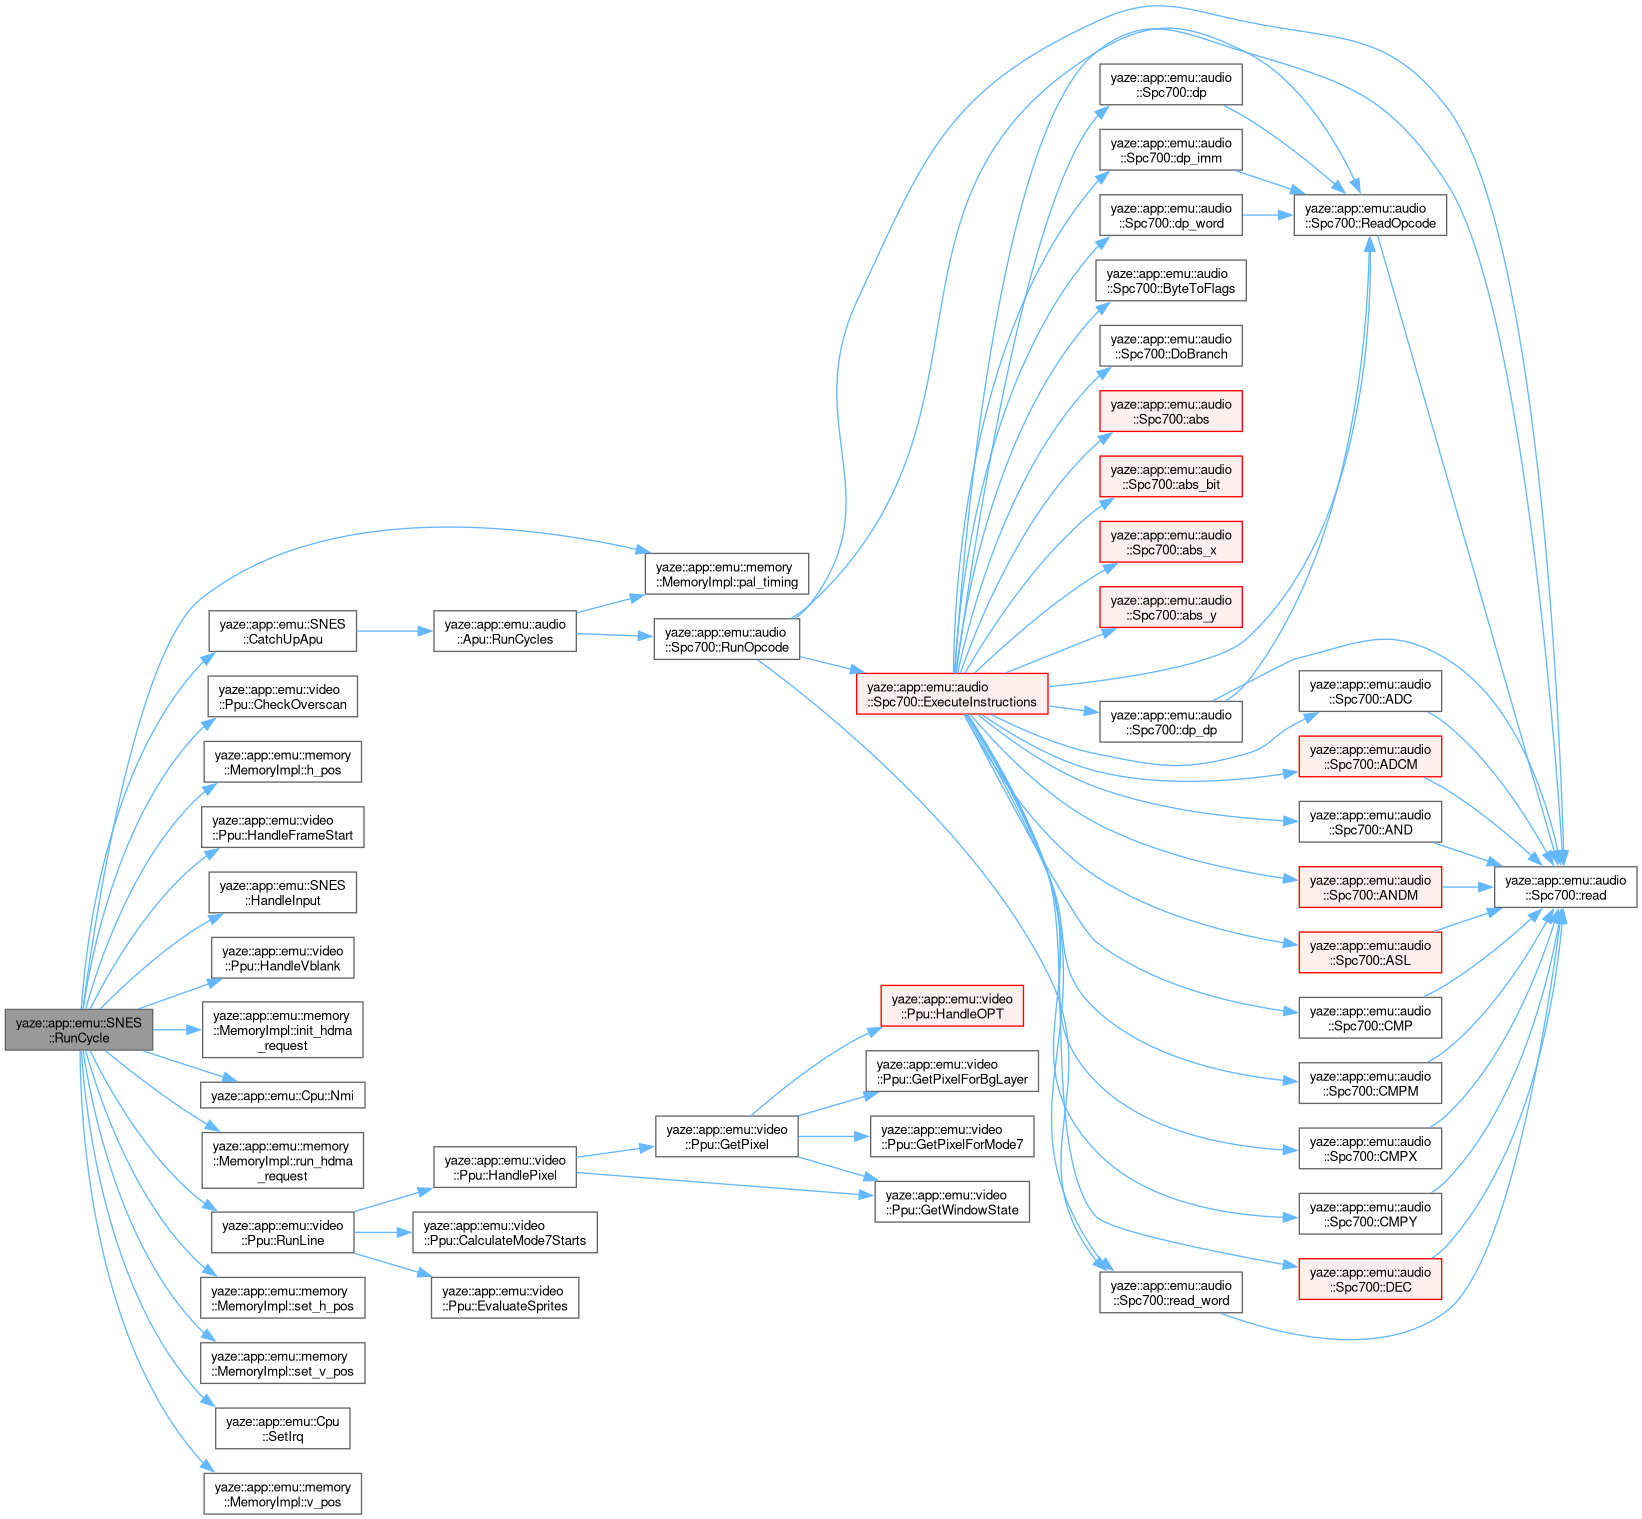 yaze::app::emu::SNES
::RunCycle
yaze::app::emu::SNES
::CatchUpApu
yaze::app::emu::video
::Ppu::CheckOverscan
yaze::app::emu::memory
::MemoryImpl::h_pos
yaze::app::emu::video
::Ppu::HandleFrameStart
yaze::app::emu::SNES
::HandleInput
yaze::app::emu::video
::Ppu::HandleVblank
yaze::app::emu::memory
::MemoryImpl::init_hdma
_request
yaze::app::emu::Cpu::Nmi
yaze::app::emu::memory
::MemoryImpl::run_hdma
_request
yaze::app::emu::video
::Ppu::RunLine
yaze::app::emu::memory
::MemoryImpl::set_h_pos
yaze::app::emu::memory
::MemoryImpl::set_v_pos
yaze::app::emu::Cpu
::SetIrq
yaze::app::emu::memory
::MemoryImpl::v_pos
yaze::app::emu::audio
::Apu::RunCycles
yaze::app::emu::video
::Ppu::HandlePixel
yaze::app::emu::video
::Ppu::CalculateMode7Starts
yaze::app::emu::video
::Ppu::EvaluateSprites
yaze::app::emu::memory
::MemoryImpl::pal_timing
yaze::app::emu::audio
::Spc700::RunOpcode
yaze::app::emu::video
::Ppu::GetPixel
yaze::app::emu::audio
::Spc700::ExecuteInstructions
yaze::app::emu::video
::Ppu::HandleOPT
yaze::app::emu::video
::Ppu::GetPixelForBgLayer
yaze::app::emu::video
::Ppu::GetPixelForMode7
yaze::app::emu::video
::Ppu::GetWindowState
yaze::app::emu::audio
::Spc700::dp
yaze::app::emu::audio
::Spc700::dp_imm
yaze::app::emu::audio
::Spc700::dp_word
yaze::app::emu::audio
::Spc700::ByteToFlags
yaze::app::emu::audio
::Spc700::DoBranch
yaze::app::emu::audio
::Spc700::abs
yaze::app::emu::audio
::Spc700::abs_bit
yaze::app::emu::audio
::Spc700::abs_x
yaze::app::emu::audio
::Spc700::abs_y
yaze::app::emu::audio
::Spc700::dp_dp
yaze::app::emu::audio
::Spc700::read_word
yaze::app::emu::audio
::Spc700::ReadOpcode
yaze::app::emu::audio
::Spc700::ADC
yaze::app::emu::audio
::Spc700::ADCM
yaze::app::emu::audio
::Spc700::AND
yaze::app::emu::audio
::Spc700::ANDM
yaze::app::emu::audio
::Spc700::ASL
yaze::app::emu::audio
::Spc700::CMP
yaze::app::emu::audio
::Spc700::CMPM
yaze::app::emu::audio
::Spc700::CMPX
yaze::app::emu::audio
::Spc700::CMPY
yaze::app::emu::audio
::Spc700::DEC
yaze::app::emu::audio
::Spc700::read